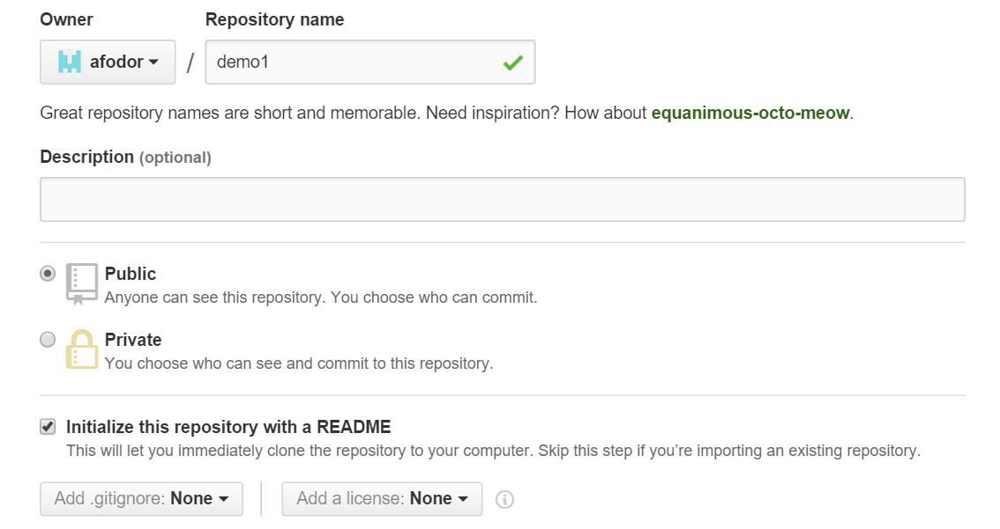 Owner Repository name
afodor / demo1
Great repository names are short and memorable. Need inspiration? How about equanimous-octo-meow.
Description (optional)
Public
Anyone can see this repository. You choose who can commit.
Private
You choose who can see and commit to this repository.
Initialize this repository with a README
This will let you immediately clone the repository to your computer. Skip this step if you’re importing an existing repository.
Add .gitignore: None Add a license: None